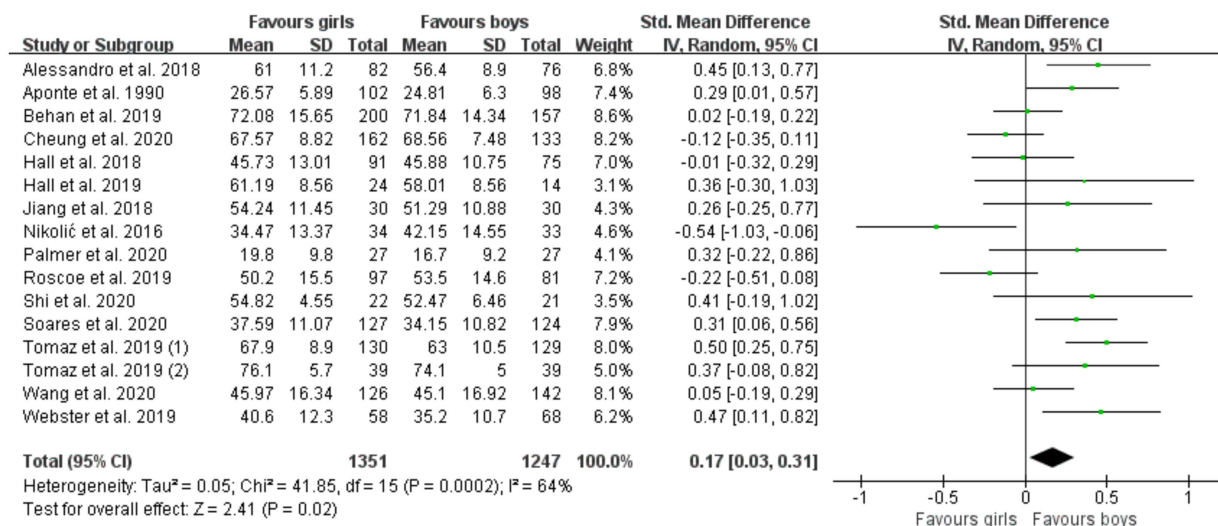 Favours girls Favours boys Std. Mean Difference Std. Mean Difference
Study or Subgroup Mean SD Total Mean SD Total Weight IV, Random, 95% CI IV, Random, 95% CI
Alessandro et al. 2018 61 11.2 82 56.4 8.9 76 6.8% 0.45 [0.13, 0.77]
Aponte et al. 1990 26.57 5.89 102 24.81 6.3 98 7.4% 0.29 [0.01, 0.57]
Behan et al. 2019 72.08 15.65 200 71.84 14.34 157 8.6% 0.02 [-0.19, 0.22]
Cheung et al. 2020 67.57 8.82 162 68.56 7.48 133 8.2% -0.12 [-0.35, 0.11]
Hall et al. 2018 45.73 13.01 91 45.88 10.75 75 7.0% -0.01 [-0.32, 0.29]
Hall et al. 2019 61.19 8.56 24 58.01 8.56 14 3.1% 0.36 [-0.30, 1.03]
Jiang et al. 2018 54.24 11.45 30 51.29 10.88 30 4.3% 0.26 [-0.25, 0.77]
Nikolić et al. 2016 34.47 13.37 34 42.15 14.55 33 4.6% -0.54 [-1.03, -0.06]
Palmer et al. 2020 19.8 9.8 27 16.7 9.2 27 4.1% 0.32 [-0.22, 0.86]
Roscoe et al. 2019 50.2 15.5 97 53.5 14.6 81 7.2% -0.22 [-0.51, 0.08]
Shi et al. 2020 54.82 4.55 22 52.47 6.46 21 3.5% 0.41 [-0.19, 1.02]
Soares et al. 2020 37.59 11.07 127 34.15 10.82 124 7.9% 0.31 [0.06, 0.56]
Tomaz et al. 2019 (1) 67.9 8.9 130 63 10.5 129 8.0% 0.50 [0.25, 0.75]
Tomaz et al. 2019 (2) 76.1 5.7 39 74.1 5 39 5.0% 0.37 [-0.08, 0.82]
Wang et al. 2020 45.97 16.34 126 45.1 16.92 142 8.0% 0.05 [-0.19, 0.29]
Webster et al. 2019 40.6 12.3 58 35.2 10.7 68 6.2% 0.47 [0.11, 0.82]
Total (95% CI) 1351 1247 100.0% 0.17 [0.03, 0.31]
Heterogeneity: Tau² = 0.05; Chi² = 41.85, df = 15 (P = 0.0002); I² = 64%
Test for overall effect: Z = 2.41 (P = 0.02)
-1 -0.5 0 0.5 1
Favours girls Favours boys